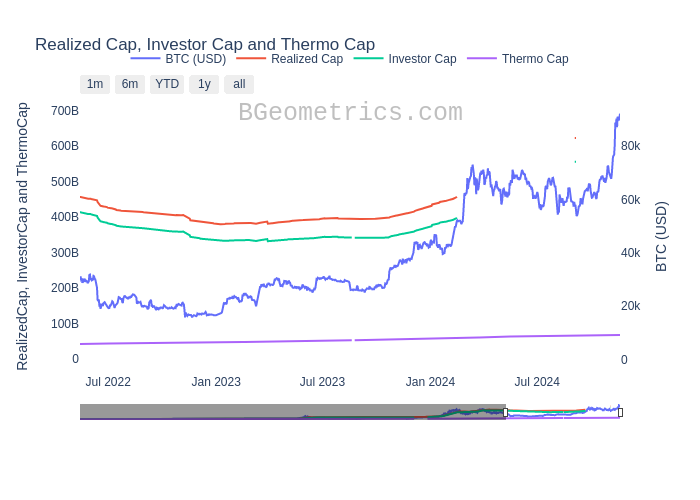 Realized Cap, Investor Cap and Thermo Cap
BTC (USD) Realized Cap Investor Cap Thermo Cap
1m 6m YTD 1y all
BGeometrics.com
700B
600B
500B
400B
300B
200B
100B
0
RealizedCap, InvestorCap and ThermoCap
80k
60k
40k
20k
0
BTC (USD)
Jul 2022 Jan 2023 Jul 2023 Jan 2024 Jul 2024